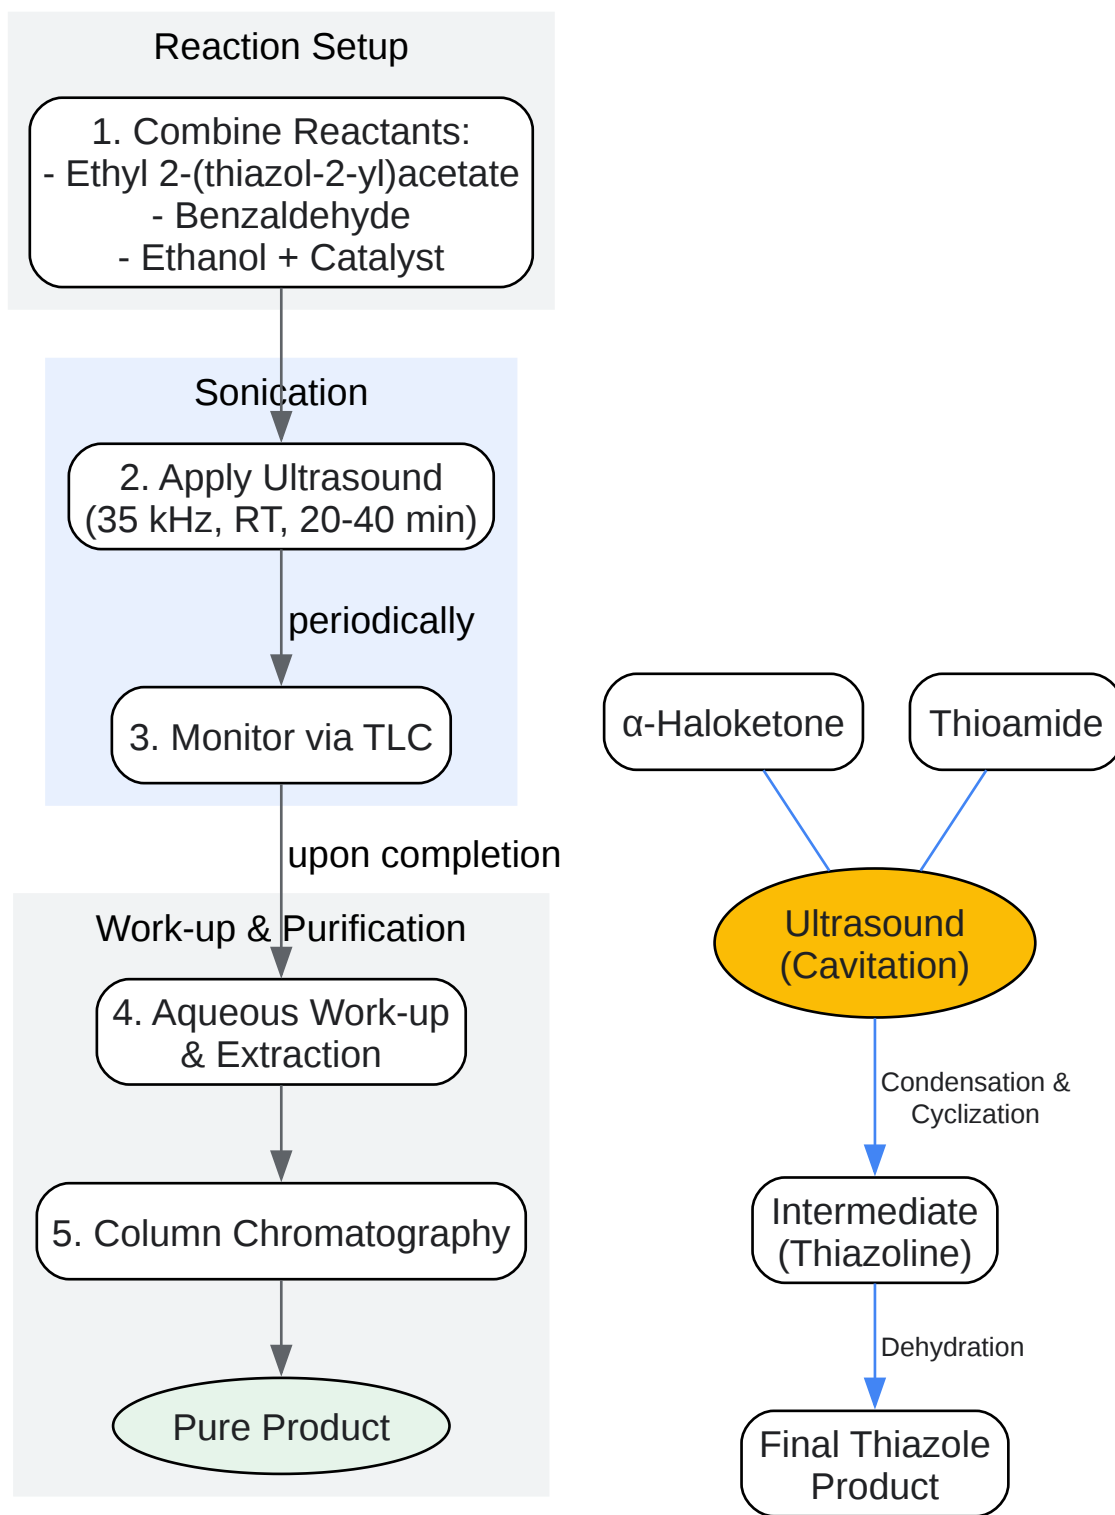 Reaction Setup
1. Combine Reactants:
- Ethyl 2-(thiazol-2-yl)acetate
- Benzaldehyde
- Ethanol + Catalyst
Sonication
2. Apply Ultrasound
(35 kHz, RT, 20-40 min)
periodically
3. Monitor via TLC
upon completion
Work-up & Purification
4. Aqueous Work-up
& Extraction
5. Column Chromatography
Pure Product
α-Haloketone
Thioamide
Ultrasound
(Cavitation)
Condensation &
Cyclization
Intermediate
(Thiazoline)
Dehydration
Final Thiazole
Product